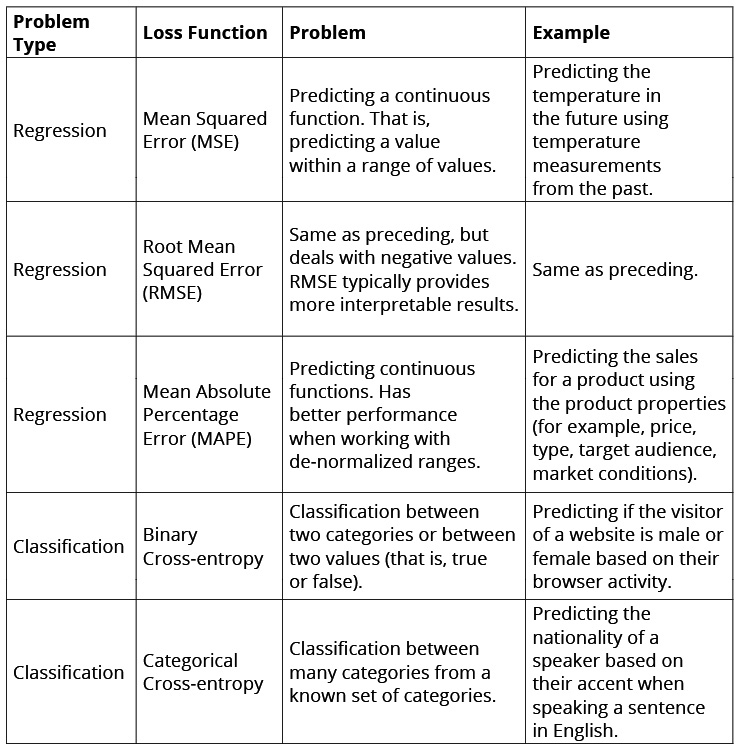 Problem Type
Loss Function
Problem
Example
Regression
Mean Squared
Error (MSE)
Predicting a continuous
function. That is,
predicting a value
within a range of values.
Predicting the
temperature in
the future using
temperature
measurements
from the past.
Regression
Root Mean
Squared Error
(RMSE)
Same as preceding, but
deals with negative values.
RMSE typically provides
more interpretable results.
Same as preceding.
Regression
Mean Absolute
Percentage
Error (MAPE)
Predicting continuous
functions. Has
better performance
when working with
de-normalized ranges.
Predicting the sales
for a product using
the product properties
(for example, price,
type, target audience,
market conditions).
Classification
Binary
Cross-entropy
Classification between
two categories or between
two values (that is, true
or false).
Predicting if the visitor
of a website is male or
female based on their
browser activity.
Classification
Categorical
Cross-entropy
Classification between
many categories from a
known set of categories.
Predicting the
nationality of a
speaker based on
their accent when
speaking a sentence
in English.